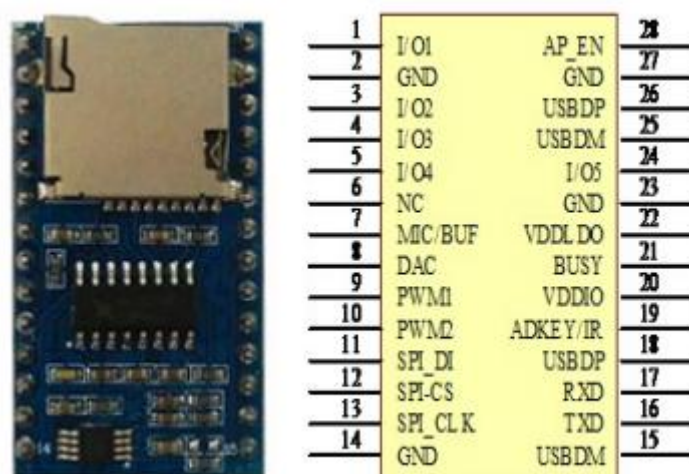 1 I/O1 AP_EN 28
2 GND GND 27
3 I/O2 USBDP 26
4 I/O3 USBDM 25
5 I/O4 I/O5 24
6 NC GND 23
7 MIC/BUF VDDLDO 22
8 DAC BUSY 21
9 PWM1 VDDIO 20
10 PWM2 ADKEY/IR 19
11 SPI_DI USBDP 18
12 SPI-CS RXD 17
13 SPI_CLK TXD 16
14 GND USBDM 15